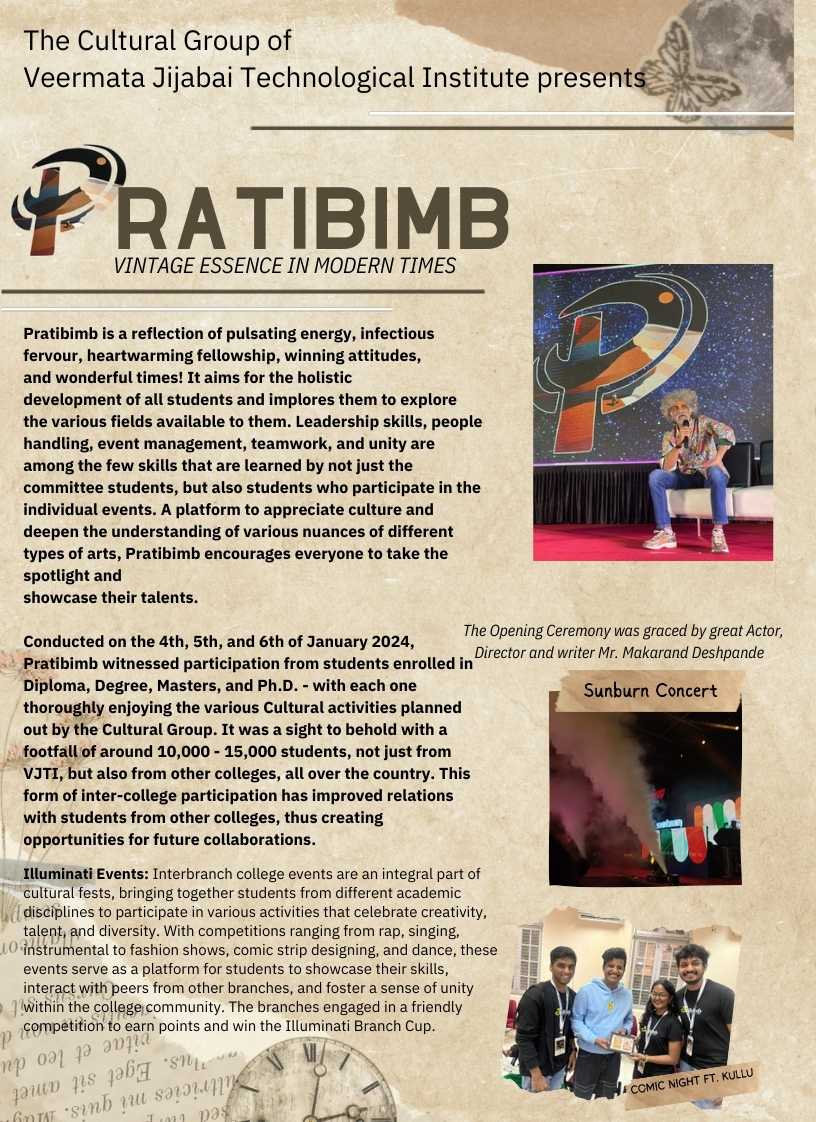 The Cultural Group of
Veermata Jijabai Technological Institute presents
PRATIBIMB
VINTAGE ESSENCE IN MODERN TIMES
Pratibimb is a reflection of pulsating energy, infectious
fervour, heartwarming fellowship, winning attitudes,
and wonderful times! It aims for the holistic
development of all students and implores them to explore
the various fields available to them. Leadership skills, people
handling, event management, teamwork, and unity are
among the few skills that are learned by not just the
committee students, but also students who participate in the
individual events. A platform to appreciate culture and
deepen the understanding of various nuances of different
types of arts, Pratibimb encourages everyone to take the
spotlight and
showcase their talents.
Conducted on the 4th, 5th, and 6th of January 2024,
Pratibimb witnessed participation from students enrolled in
Diploma, Degree, Masters, and Ph.D. - with each one
thoroughly enjoying the various Cultural activities planned
out by the Cultural Group. It was a sight to behold with a
footfall of around 10,000 - 15,000 students, not just from
VJTI, but also from other colleges, all over the country. This
form of inter-college participation has improved relations
with students from other colleges, thus creating
opportunities for future collaborations.
Illuminati Events: Interbranch college events are an integral part of
cultural fests, bringing together students from different academic
disciplines to participate in various activities that celebrate creativity,
talent, and diversity. With competitions ranging from rap, singing,
instrumental to fashion shows, comic strip designing, and dance, these
events serve as a platform for students to showcase their skills,
interact with peers from other branches, and foster a sense of unity
within the college community. The branches engaged in a friendly
competition to earn points and win the Illuminati Branch Cup.
The Opening Ceremony was graced by great Actor,
Director and writer Mr. Makarand Deshpande
Sunburn Concert
COMIC NIGHT FT. KULLU